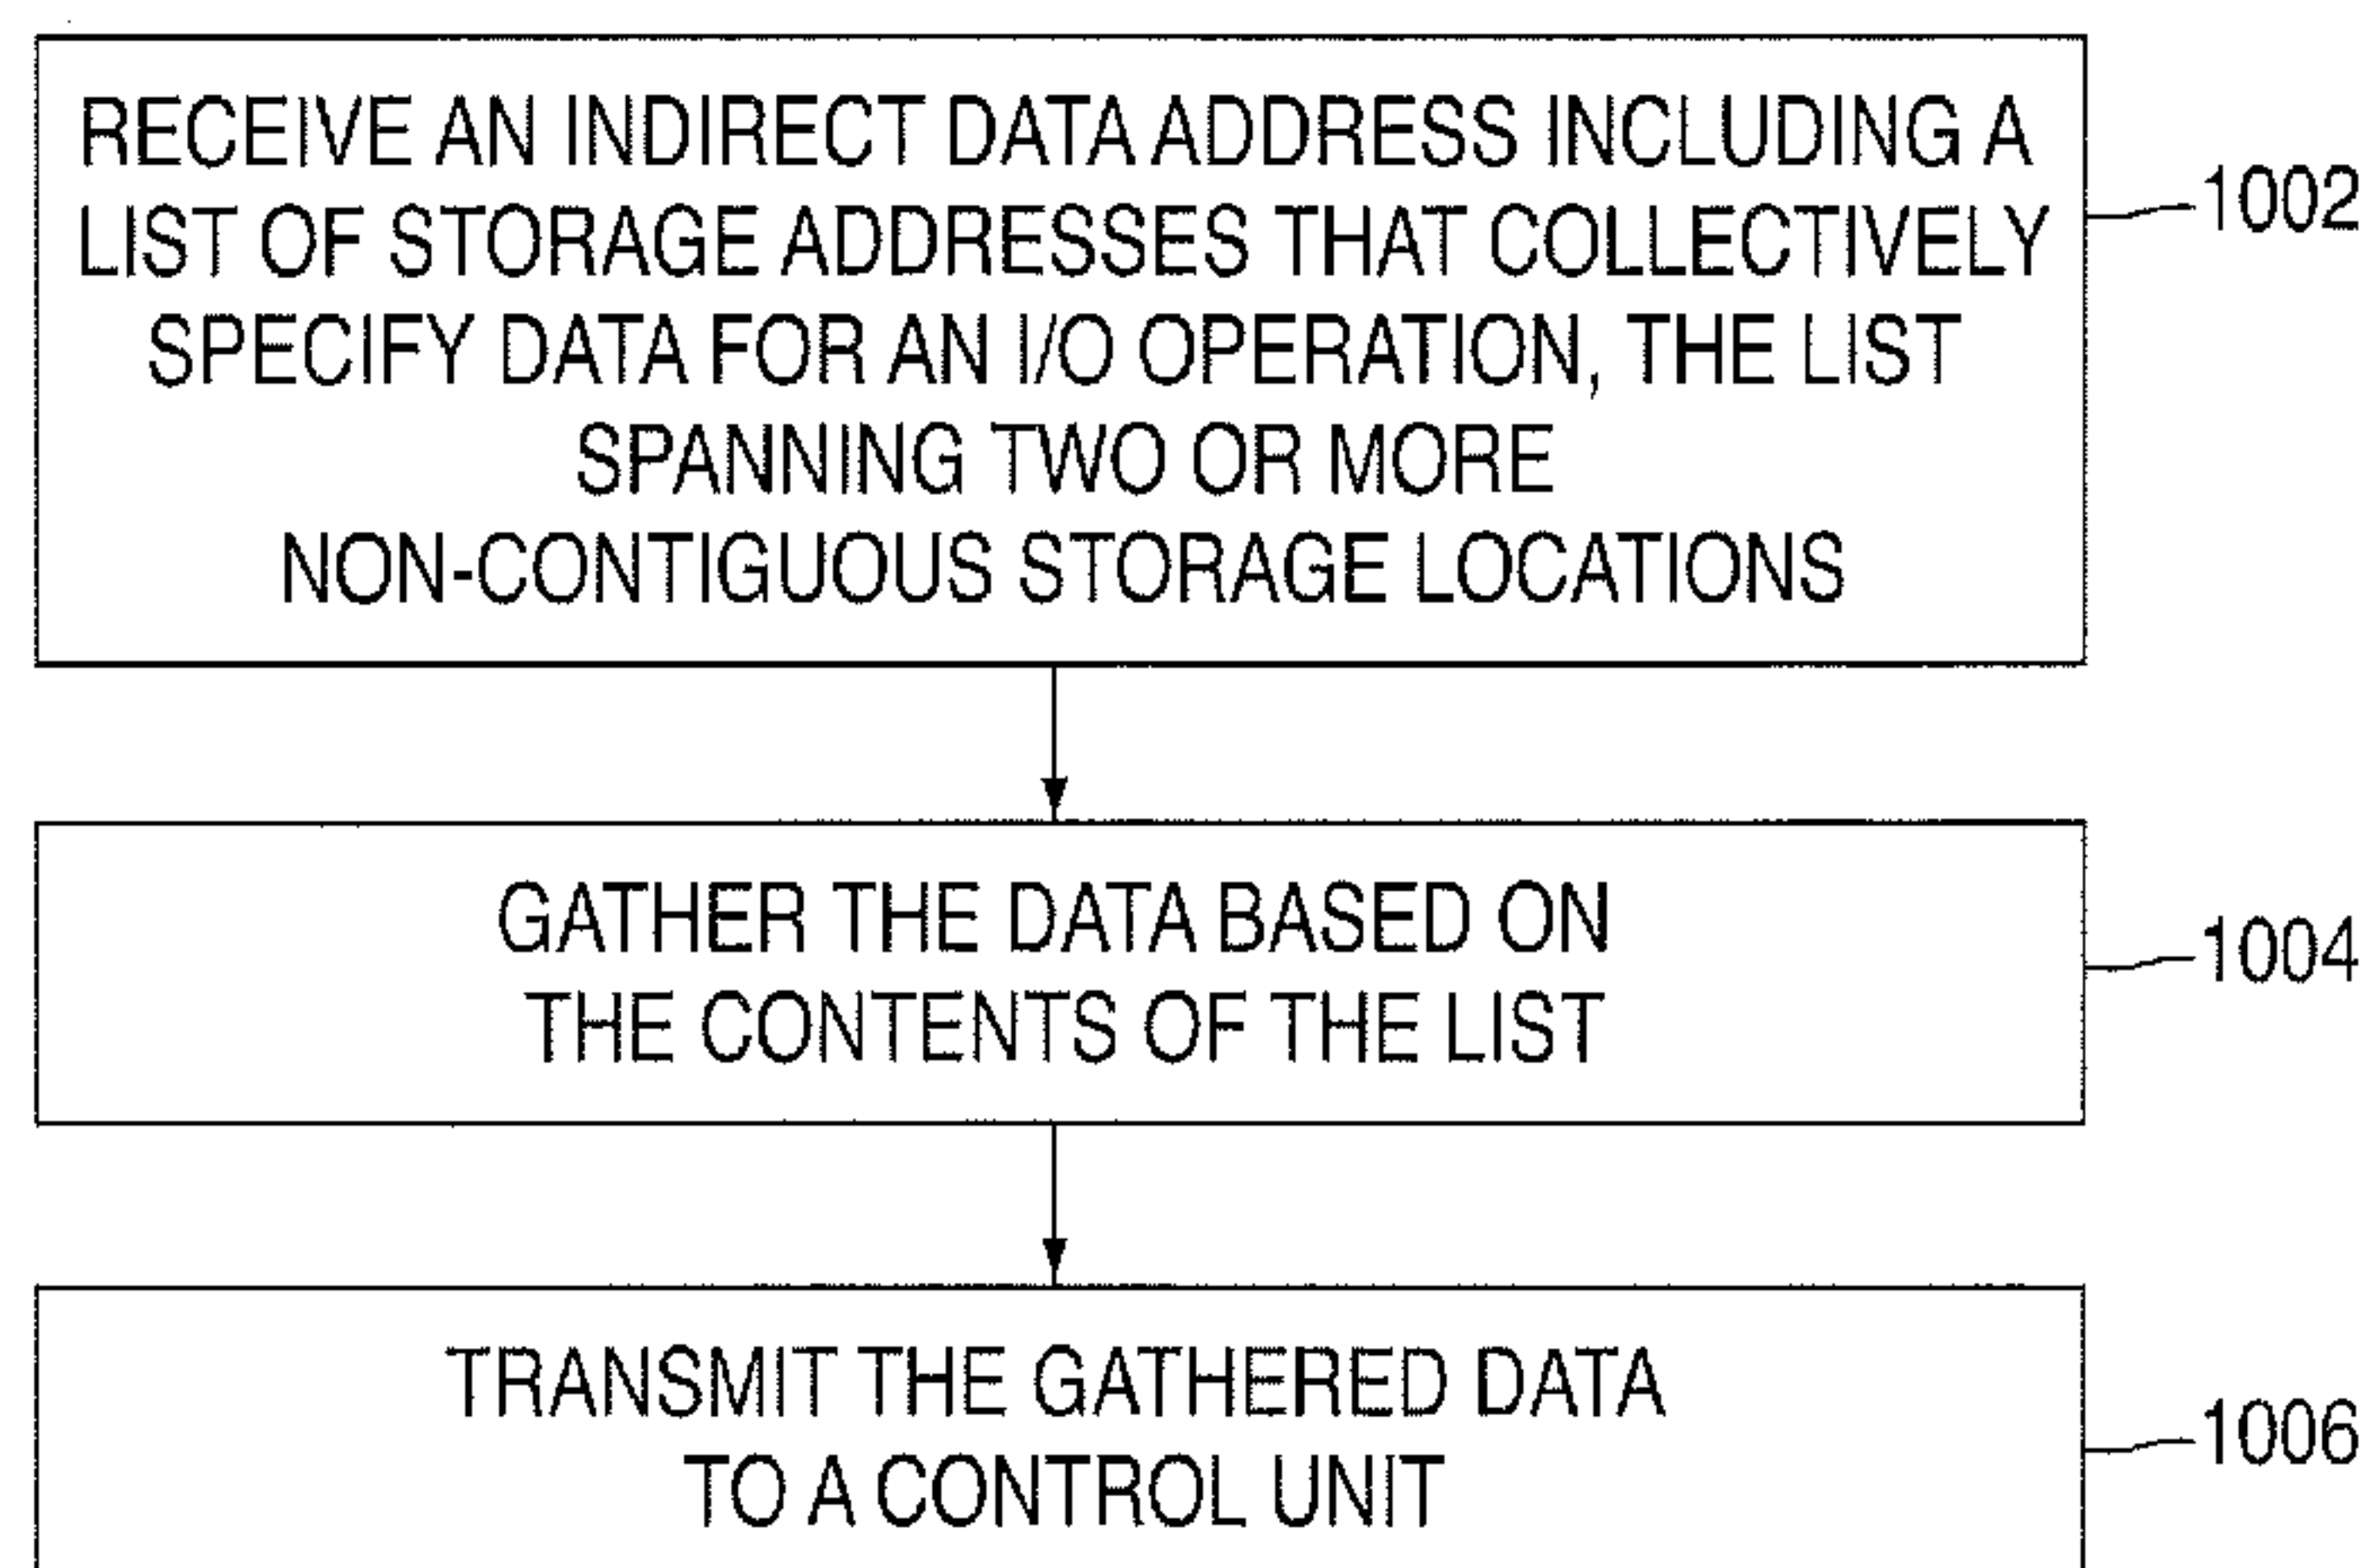 RECEIVE AN INDIRECT DATA ADDRESS INCLUDING A
LIST OF STORAGE ADDRESSES THAT COLLECTIVELY
SPECIFY DATA FOR AN I/O OPERATION, THE LIST
SPANNING TWO OR MORE
NON-CONTIGUOUS STORAGE LOCATIONS
1002
GATHER THE DATA BASED ON
THE CONTENTS OF THE LIST
1004
TRANSMIT THE GATHERED DATA
TO A CONTROL UNIT
1006